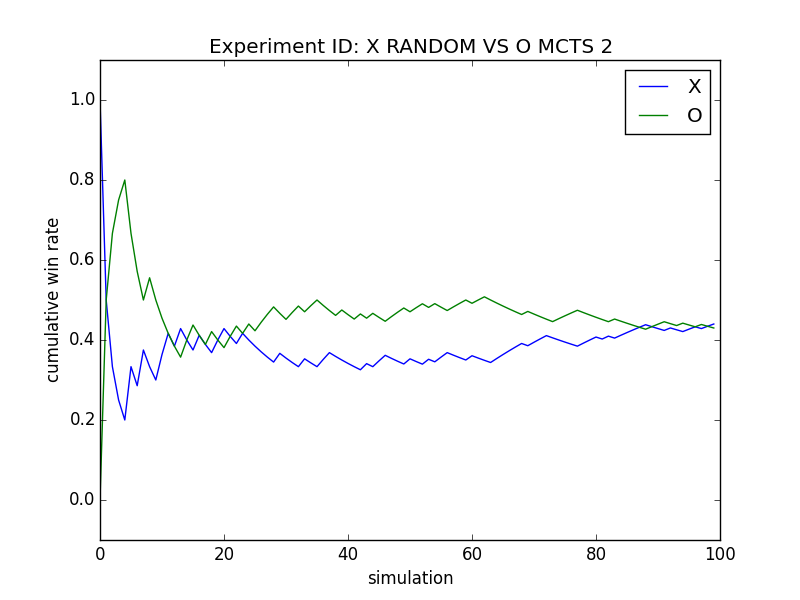 Experiment ID: X RANDOM VS O MCTS 2
X
O
1.0
0.8
0.6
0.4
0.2
0.0
cumulative win rate
0 20 40 60 80 100
simulation